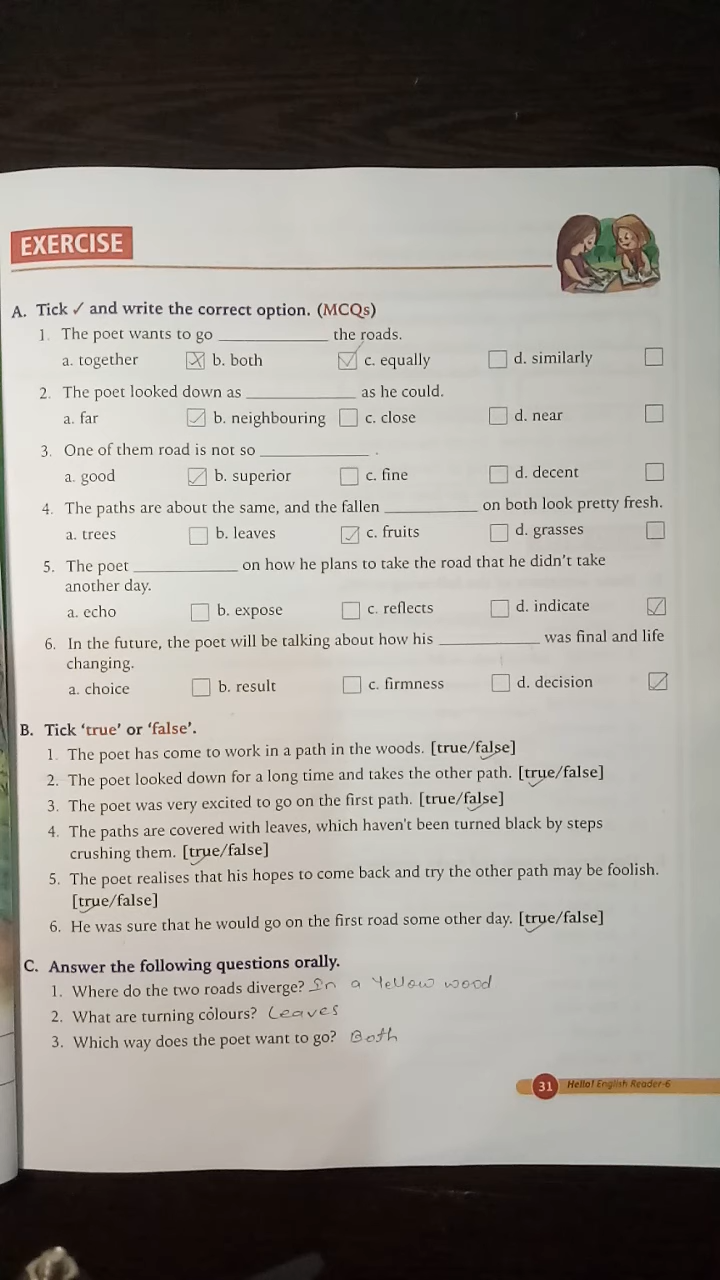 EXERCISE
A. Tick ✓ and write the correct option. (MCQs)
1. The poet wants to go ____________ the roads.
a. together ☒ b. both ☑ c. equally ☐ d. similarly ☐
2. The poet looked down as ____________ as he could.
a. far ☑ b. neighbouring ☐ c. close ☐ d. near ☐
3. One of them road is not so ____________ .
a. good ☑ b. superior ☐ c. fine ☐ d. decent ☐
4. The paths are about the same, and the fallen __________ on both look pretty fresh.
a. trees ☐ b. leaves ☑ c. fruits ☐ d. grasses ☐
5. The poet ___________ on how he plans to take the road that he didn't take
another day.
a. echo ☐ b. expose ☐ c. reflects ☐ d. indicate ☑
6. In the future, the poet will be talking about how his ___________ was final and life
changing.
a. choice ☐ b. result ☐ c. firmness ☐ d. decision ☑
B. Tick 'true' or 'false'.
1. The poet has come to work in a path in the woods. [true/false]
2. The poet looked down for a long time and takes the other path. [true/false]
3. The poet was very excited to go on the first path. [true/false]
4. The paths are covered with leaves, which haven't been turned black by steps
crushing them. [true/false]
5. The poet realises that his hopes to come back and try the other path may be foolish.
[true/false]
6. He was sure that he would go on the first road some other day. [true/false]
C. Answer the following questions orally.
1. Where do the two roads diverge? In a Yellow wood
2. What are turning colours? Leaves
3. Which way does the poet want to go? Both
31 Hello! English Reader-6